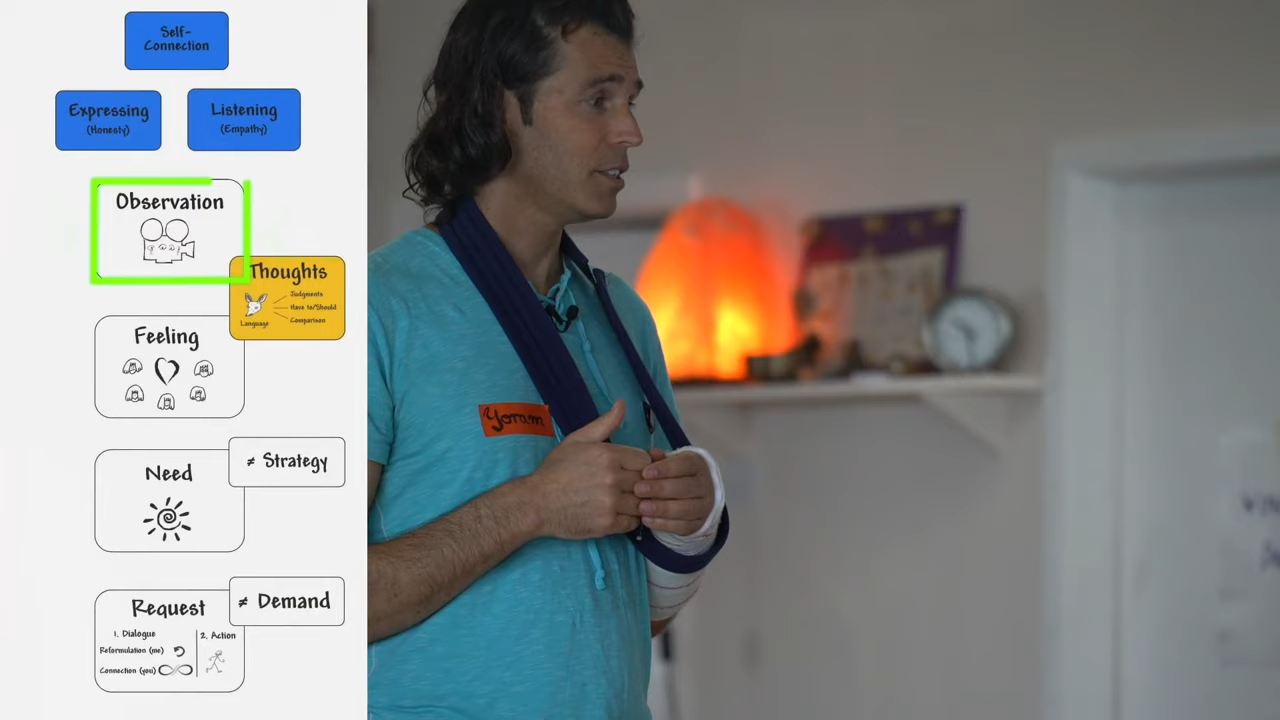 Self-
Connection
Expressing
(Honesty)
Listening
(Empathy)
Observation
Thoughts
Judgments
Have to/Should
Comparison
Language
Feeling
Need
≠ Strategy
Request
≠ Demand
1. Dialogue
2. Action
Reformulation (me)
Connection (you)
Yoram